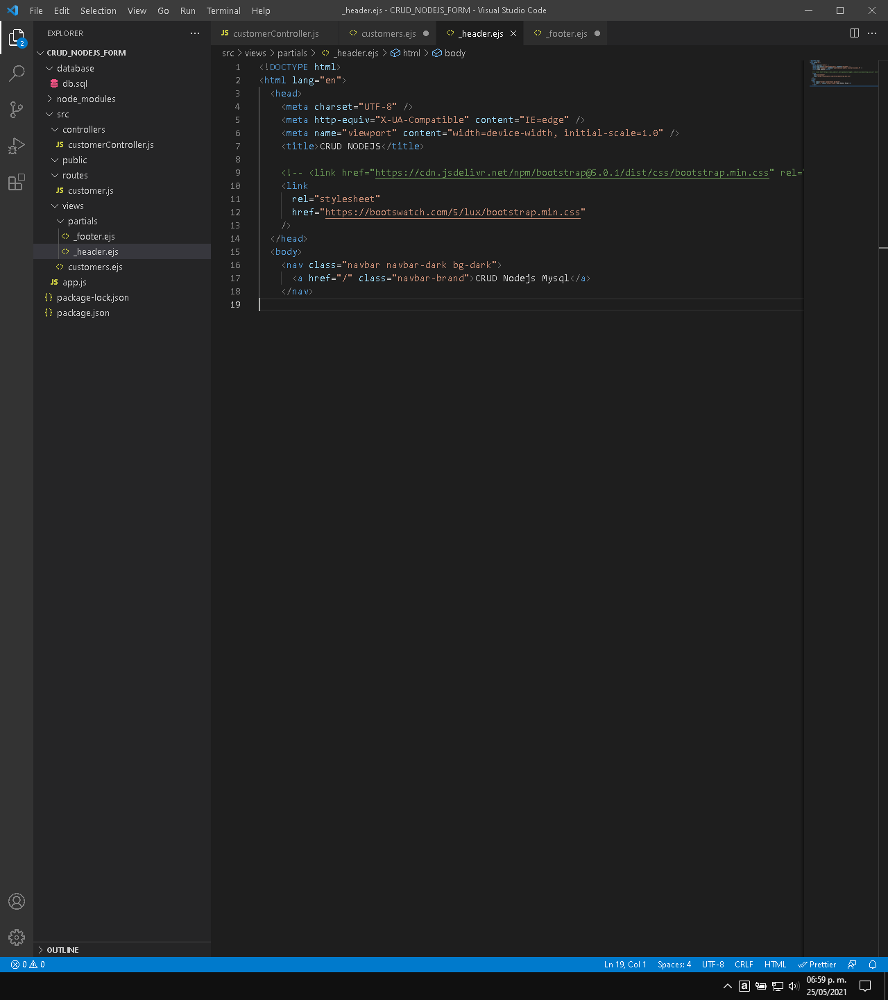 File Edit Selection View Go Run Terminal Help _header.ejs - CRUD_NODEJS_FORM - Visual Studio Code
EXPLORER
2
CRUD_NODEJS_FORM
database
db.sql
node_modules
src
controllers
JS customerController.js
public
routes
JS customer.js
views
partials
_footer.ejs
_header.ejs
customers.ejs
JS app.js
{} package-lock.json
{} package.json
OUTLINE
JS customerController.js customers.ejs _header.ejs _footer.ejs
src > views > partials > _header.ejs > html > body
1 <!DOCTYPE html>
2 <html lang="en">
3 <head>
4 <meta charset="UTF-8" />
5 <meta http-equiv="X-UA-Compatible" content="IE=edge" />
6 <meta name="viewport" content="width=device-width, initial-scale=1.0" />
7 <title>CRUD NODEJS</title>
8
9 <!-- <link href="https://cdn.jsdelivr.net/npm/bootstrap@5.0.1/dist/css/bootstrap.min.css" rel="
10 <link
11 rel="stylesheet"
12 href="https://bootswatch.com/5/lux/bootstrap.min.css"
13 />
14 </head>
15 <body>
16 <nav class="navbar navbar-dark bg-dark">
17 <a href="/" class="navbar-brand">CRUD Nodejs Mysql</a>
18 </nav>
19
0 0 Ln 19, Col 1 Spaces: 4 UTF-8 CRLF HTML Prettier
a 06:59 p. m.
25/05/2021